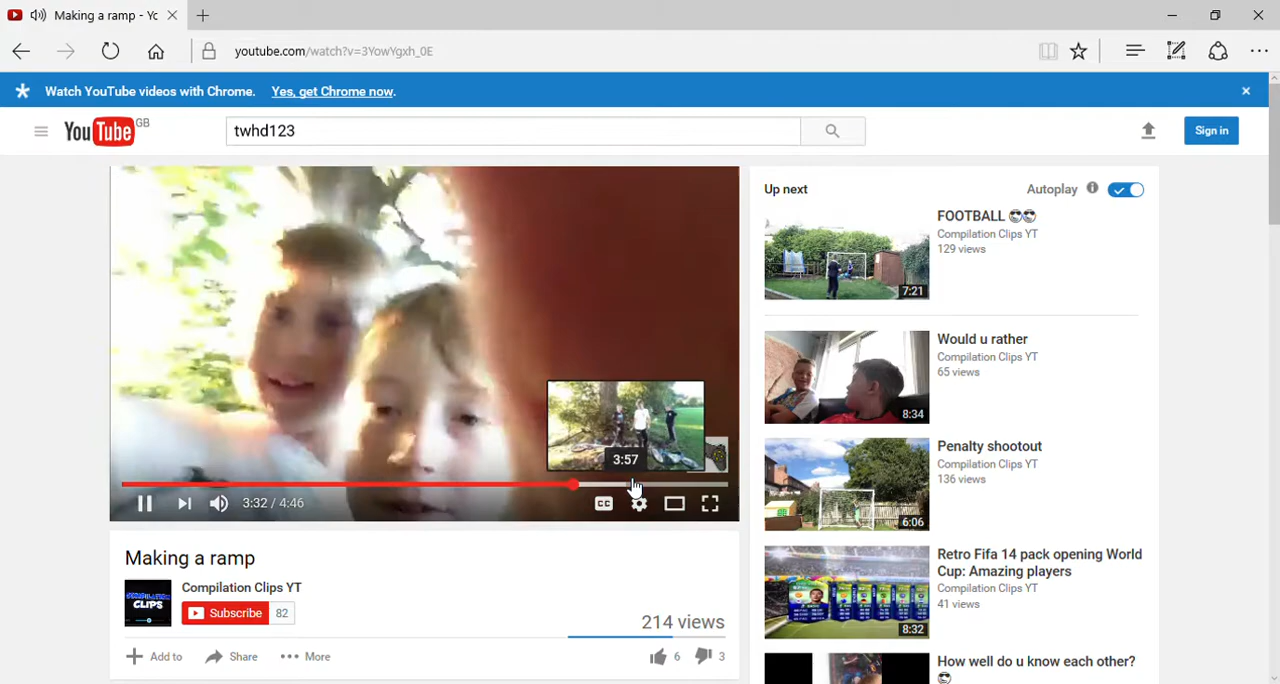 Making a ramp - Yo
youtube.com/watch?v=3YowYgxh_0E
Watch YouTube videos with Chrome. Yes, get Chrome now.
YouTube GB
twhd123
Sign in
3:57
3:32 / 4:46
CC
Making a ramp
COMPILATION
CLIPS
Compilation Clips YT
Subscribe 82
214 views
Add to Share More
6 3
Up next Autoplay
FOOTBALL 😎😎
Compilation Clips YT
129 views
7:21
Would u rather
Compilation Clips YT
65 views
8:34
Penalty shootout
Compilation Clips YT
136 views
6:06
Retro Fifa 14 pack opening World
Cup: Amazing players
Compilation Clips YT
41 views
8:32
How well do u know each other?
😎